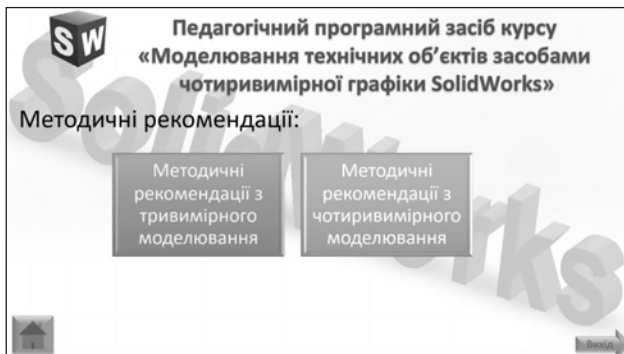 SW
Педагогічний програмний засіб курсу
«Моделювання технічних об’єктів засобами
чотиривимірної графіки SolidWorks»
Методичні рекомендації:
Методичні
рекомендації з
тривимірного
моделювання
Методичні
рекомендації з
чотиривимірного
моделювання
SolidWorks
Вихід